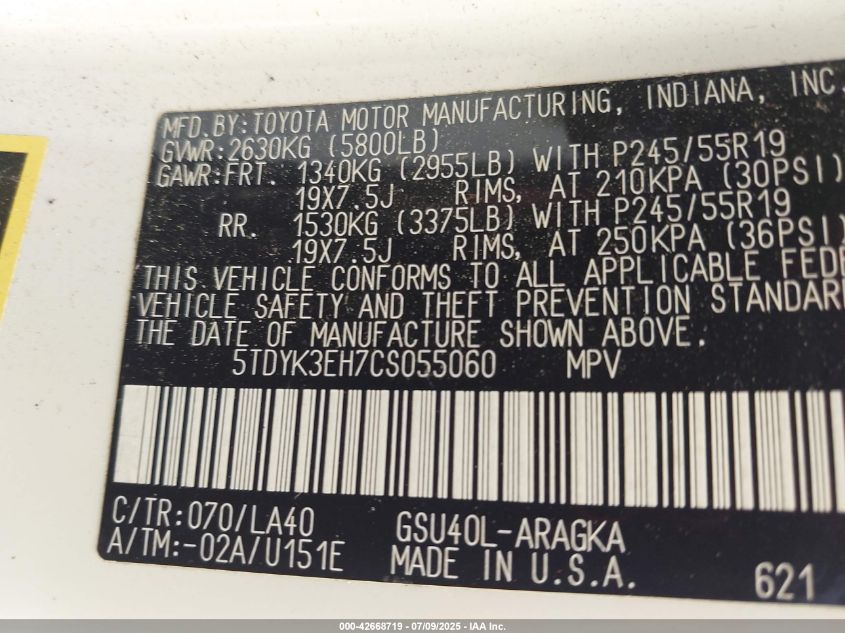 MFD. BY: TOYOTA MOTOR MANUFACTURING, INDIANA, INC.
GVWR: 2630KG (5800LB)
GAWR: FRT. 1340KG (2955LB) WITH P245/55R19
19X7.5J RIMS, AT 210KPA (30PSI)
RR. 1530KG (3375LB) WITH P245/55R19
19X7.5J RIMS, AT 250KPA (36PSI)
THIS VEHICLE CONFORMS TO ALL APPLICABLE FEDE
VEHICLE SAFETY AND THEFT PREVENTION STANDAR
THE DATE OF MANUFACTURE SHOWN ABOVE.
5TDYK3EH7CS055060 MPV
C/TR: 070/LA40 GSU40L-ARAGKA
A/TM: -02A/U151E MADE IN U.S.A. 621
000-42668719 / 07/09/2025 - IAA Inc.